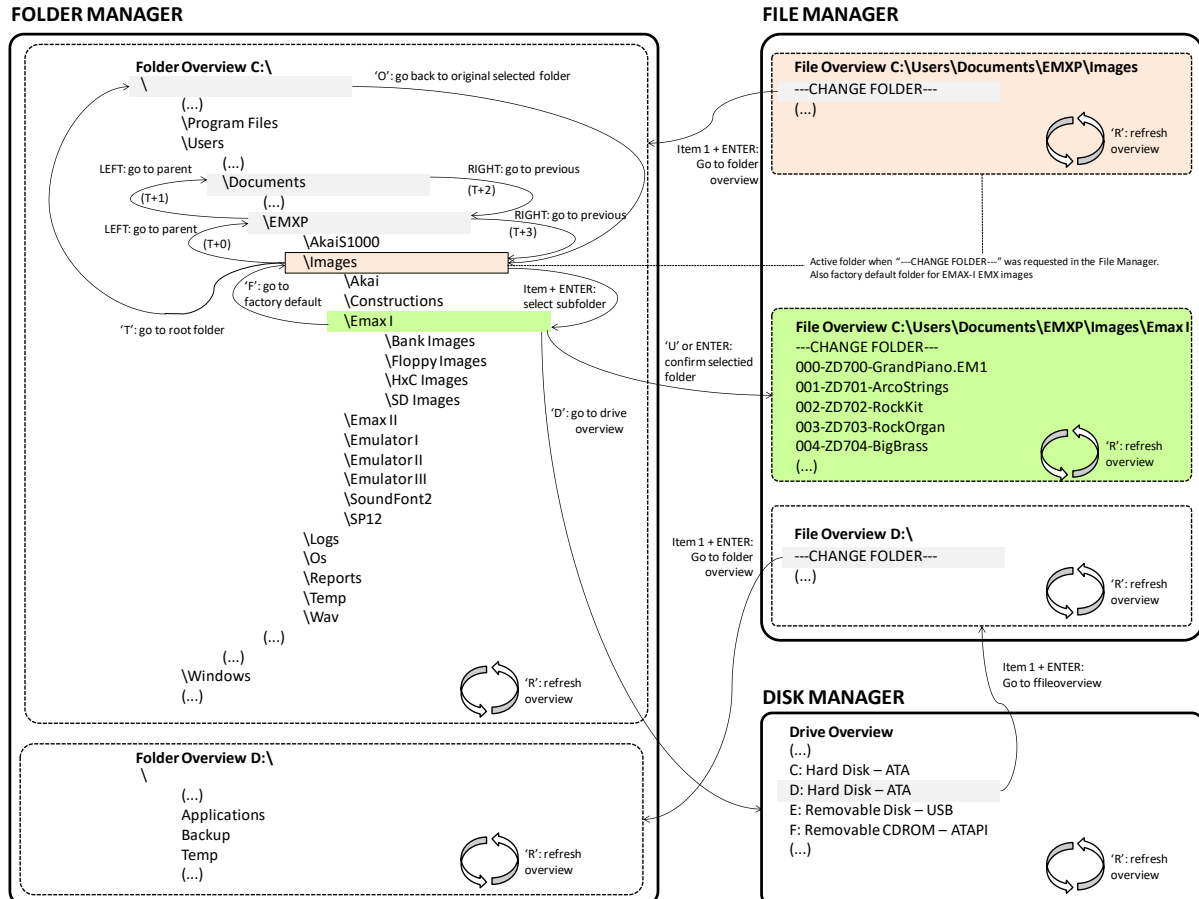 FOLDER MANAGER
Folder Overview C:\
\
'O': go back to original selected folder
(...)
\Program Files
\Users
(...)
LEFT: go to parent
\Documents
RIGHT: go to previous
(T+1)
(T+2)
(...)
\EMXP
LEFT: go to parent
(T+0)
RIGHT: go to previous
(T+3)
\AkaiS1000
\Images
'F': go to
factory default
\Akai
\Constructions
Item + ENTER:
select subfolder
'T': go to root folder
\Emax I
\Bank Images
\Floppy Images
\HxC Images
\SD Images
'U' or ENTER:
confirm selectied
folder
'D': go to drive
overview
\Emax II
\Emulator I
\Emulator II
\Emulator III
\SoundFont2
\SP12
\Logs
\Os
\Reports
\Temp
\Wav
(...)
(...)
\Windows
(...)
'R': refresh
overview
Folder Overview D:\
\
(...)
Applications
Backup
Temp
(...)
'R': refresh
overview
FILE MANAGER
File Overview C:\Users\Documents\EMXP\Images
---CHANGE FOLDER---
(...)
'R': refresh
overview
Item 1 + ENTER:
Go to folder
overview
Active folder when "---CHANGE FOLDER---" was requested in the File Manager.
Also factory default folder for EMAX-I EMX images
File Overview C:\Users\Documents\EMXP\Images\Emax I
---CHANGE FOLDER---
000-ZD700-GrandPiano.EM1
001-ZD701-ArcoStrings
002-ZD702-RockKit
003-ZD703-RockOrgan
004-ZD704-BigBrass
(...)
'R': refresh
overview
Item 1 + ENTER:
Go to folder
overview
File Overview D:\
---CHANGE FOLDER---
(...)
'R': refresh
overview
Item 1 + ENTER:
Go to ffileoverview
DISK MANAGER
Drive Overview
(...)
C: Hard Disk – ATA
D: Hard Disk – ATA
E: Removable Disk – USB
F: Removable CDROM – ATAPI
(...)
'R': refresh
overview